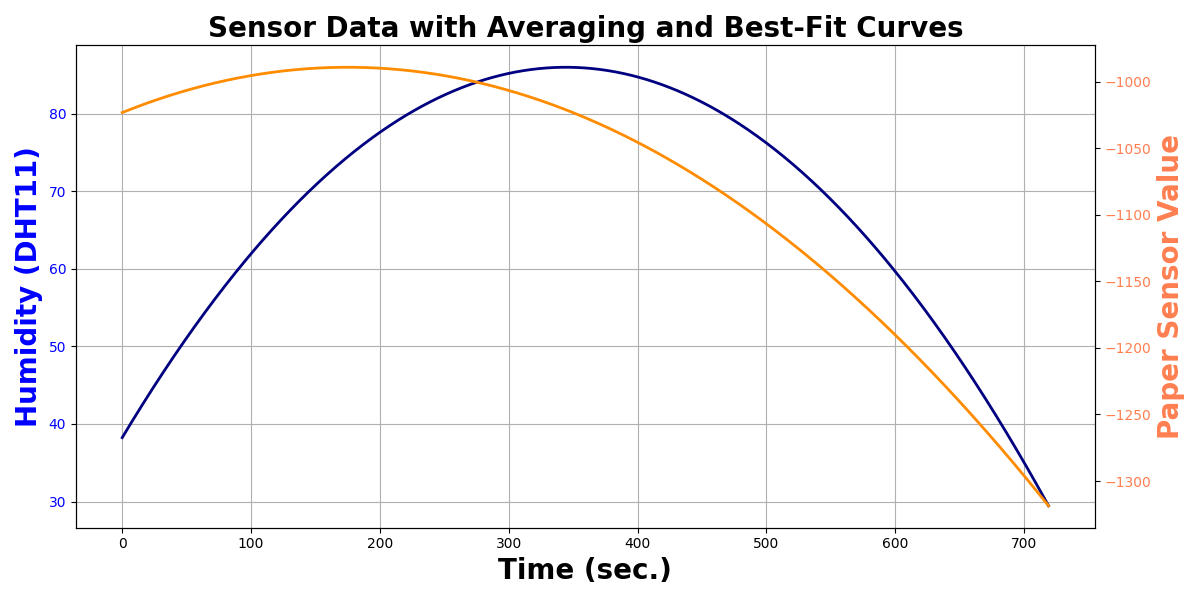 Sensor Data with Averaging and Best-Fit Curves
Humidity (DHT11)
80
70
60
50
40
30
−1000
−1050
−1100
−1150
−1200
−1250
−1300
Paper Sensor Value
0 100 200 300 400 500 600 700
Time (sec.)